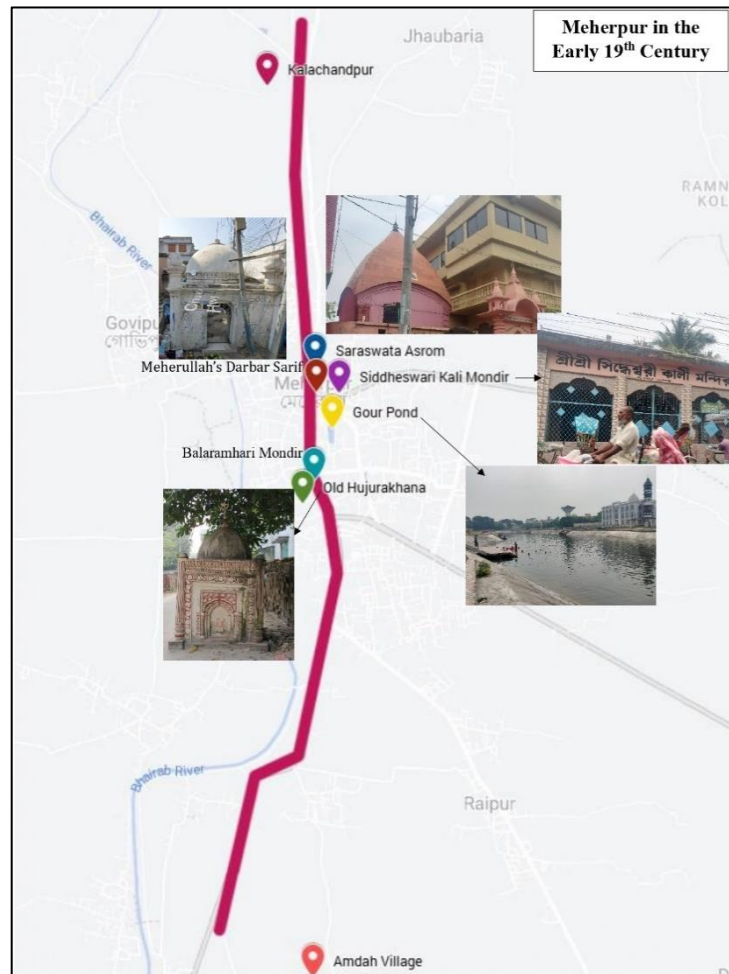 Meherpur in the
Early 19th Century
Jhaubaria
Kalachandpur
RAMN
KOL
Bhairab River
Govipu
গোভিপু
Saraswata Asrom
Meherullah's Darbar Sarif
Siddheswari Kali Mondir
শ্রীশ্রী সিদ্ধেশ্বরী কালী মন্দির
Gour Pond
Balaramhari Mondir
Old Hujurakhana
Bhairab River
Raipur
Amdah Village